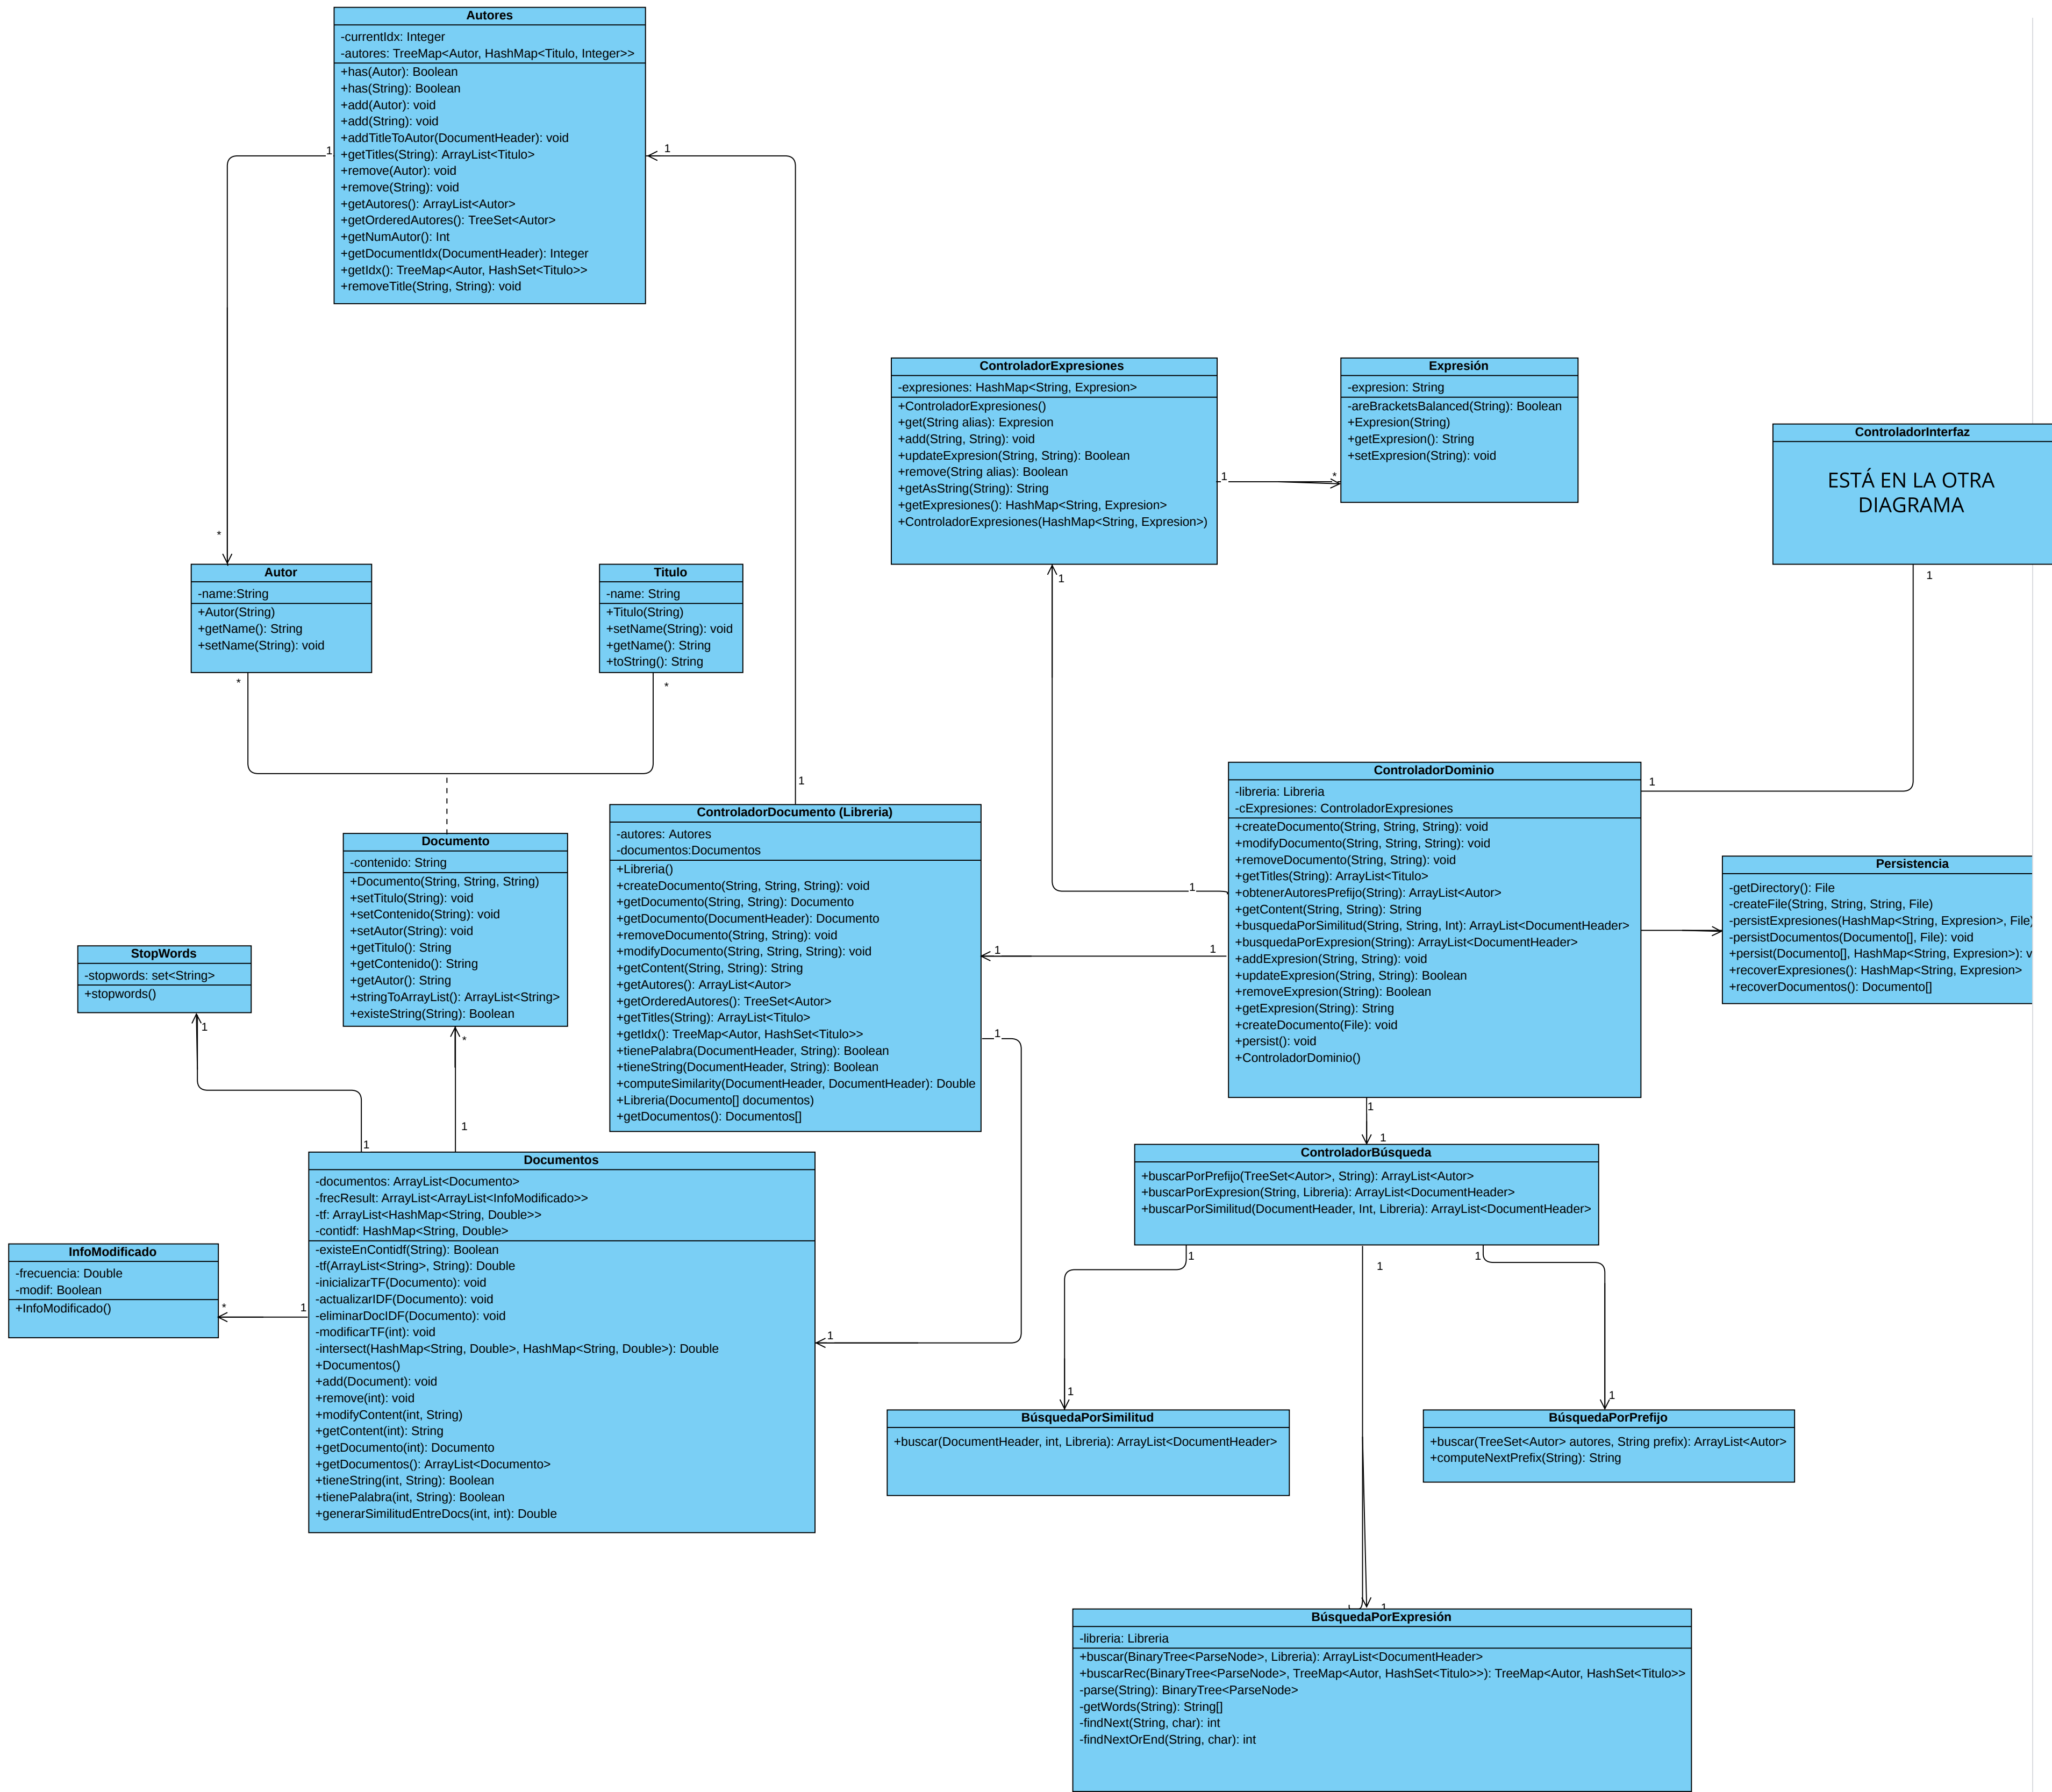 Autores
-currentIdx: Integer
-autores: TreeMap<Autor, HashMap<Titulo, Integer>>
+has(Autor): Boolean
+has(String): Boolean
+add(Autor): void
+add(String): void
+addTitleToAutor(DocumentHeader): void
+getTitles(String): ArrayList<Titulo>
+remove(Autor): void
+remove(String): void
+getAutores(): ArrayList<Autor>
+getOrderedAutores(): TreeSet<Autor>
+getNumAutor(): Int
+getDocumentIdx(DocumentHeader): Integer
+getIdx(): TreeMap<Autor, HashSet<Titulo>>
+removeTitle(String, String): void
1
1
*
1
ControladorExpresiones
-expresiones: HashMap<String, Expresion>
+ControladorExpresiones()
+get(String alias): Expresion
+add(String, String): void
+updateExpresion(String, String): Boolean
+remove(String alias): Boolean
+getAsString(String): String
+getExpresiones(): HashMap<String, Expresion>
+ControladorExpresiones(HashMap<String, Expresion>)
1
*
1
1
Expresión
-expresion: String
-areBracketsBalanced(String): Boolean
+Expresion(String)
+getExpresion(): String
+setExpresion(String): void
ControladorInterfaz
ESTÁ EN LA OTRA
DIAGRAMA
1
1
Autor
-name:String
+Autor(String)
+getName(): String
+setName(String): void
*
Titulo
-name: String
+Titulo(String)
+setName(String): void
+getName(): String
+toString(): String
*
Documento
-contenido: String
+Documento(String, String, String)
+setTitulo(String): void
+setContenido(String): void
+setAutor(String): void
+getTitulo(): String
+getContenido(): String
+getAutor(): String
+stringToArrayList(): ArrayList<String>
+existeString(String): Boolean
*
1
ControladorDocumento (Libreria)
-autores: Autores
-documentos:Documentos
+Libreria()
+createDocumento(String, String, String): void
+getDocumento(String, String): Documento
+getDocumento(DocumentHeader): Documento
+removeDocumento(String, String): void
+modifyDocumento(String, String, String): void
+getContent(String, String): String
+getAutores(): ArrayList<Autor>
+getOrderedAutores(): TreeSet<Autor>
+getTitles(String): ArrayList<Titulo>
+getIdx(): TreeMap<Autor, HashSet<Titulo>>
+tienePalabra(DocumentHeader, String): Boolean
+tieneString(DocumentHeader, String): Boolean
+computeSimilarity(DocumentHeader, DocumentHeader): Double
+Libreria(Documento[] documentos)
+getDocumentos(): Documentos[]
1
1
1
1
ControladorDominio
-libreria: Libreria
-cExpresiones: ControladorExpresiones
+createDocumento(String, String, String): void
+modifyDocumento(String, String, String): void
+removeDocumento(String, String): void
+getTitles(String): ArrayList<Titulo>
+obtenerAutoresPrefijo(String): ArrayList<Autor>
+getContent(String, String): String
+busquedaPorSimilitud(String, String, Int): ArrayList<DocumentHeader>
+busquedaPorExpresion(String): ArrayList<DocumentHeader>
+addExpresion(String, String): void
+updateExpresion(String, String): Boolean
+removeExpresion(String): Boolean
+getExpresion(String): String
+createDocumento(File): void
+persist(): void
+ControladorDominio()
1
1
Persistencia
-getDirectory(): File
-createFile(String, String, String, File)
-persistExpresiones(HashMap<String, Expresion>, File)
-persistDocumentos(Documento[], File): void
+persist(Documento[], HashMap<String, Expresion>): v
+recoverExpresiones(): HashMap<String, Expresion>
+recoverDocumentos(): Documento[]
StopWords
-stopwords: set<String>
+stopwords()
1
1
Documentos
-documentos: ArrayList<Documento>
-frecResult: ArrayList<ArrayList<InfoModificado>>
-tf: ArrayList<HashMap<String, Double>>
-contidf: HashMap<String, Double>
-existeEnContidf(String): Boolean
-tf(ArrayList<String>, String): Double
-inicializarTF(Documento): void
-actualizarIDF(Documento): void
-eliminarDocIDF(Documento): void
-modificarTF(int): void
-intersect(HashMap<String, Double>, HashMap<String, Double>): Double
+Documentos()
+add(Document): void
+remove(int): void
+modifyContent(int, String)
+getContent(int): String
+getDocumento(int): Documento
+getDocumentos(): ArrayList<Documento>
+tieneString(int, String): Boolean
+tienePalabra(int, String): Boolean
+generarSimilitudEntreDocs(int, int): Double
InfoModificado
-frecuencia: Double
-modif: Boolean
+InfoModificado()
*
1
ControladorBúsqueda
+buscarPorPrefijo(TreeSet<Autor>, String): ArrayList<Autor>
+buscarPorExpresion(String, Libreria): ArrayList<DocumentHeader>
+buscarPorSimilitud(DocumentHeader, Int, Libreria): ArrayList<DocumentHeader>
1
1
1
1
1
BúsquedaPorSimilitud
+buscar(DocumentHeader, int, Libreria): ArrayList<DocumentHeader>
BúsquedaPorPrefijo
+buscar(TreeSet<Autor> autores, String prefix): ArrayList<Autor>
+computeNextPrefix(String): String
1
BúsquedaPorExpresión
-libreria: Libreria
+buscar(BinaryTree<ParseNode>, Libreria): ArrayList<DocumentHeader>
+buscarRec(BinaryTree<ParseNode>, TreeMap<Autor, HashSet<Titulo>>): TreeMap<Autor, HashSet<Titulo>>
-parse(String): BinaryTree<ParseNode>
-getWords(String): String[]
-findNext(String, char): int
-findNextOrEnd(String, char): int